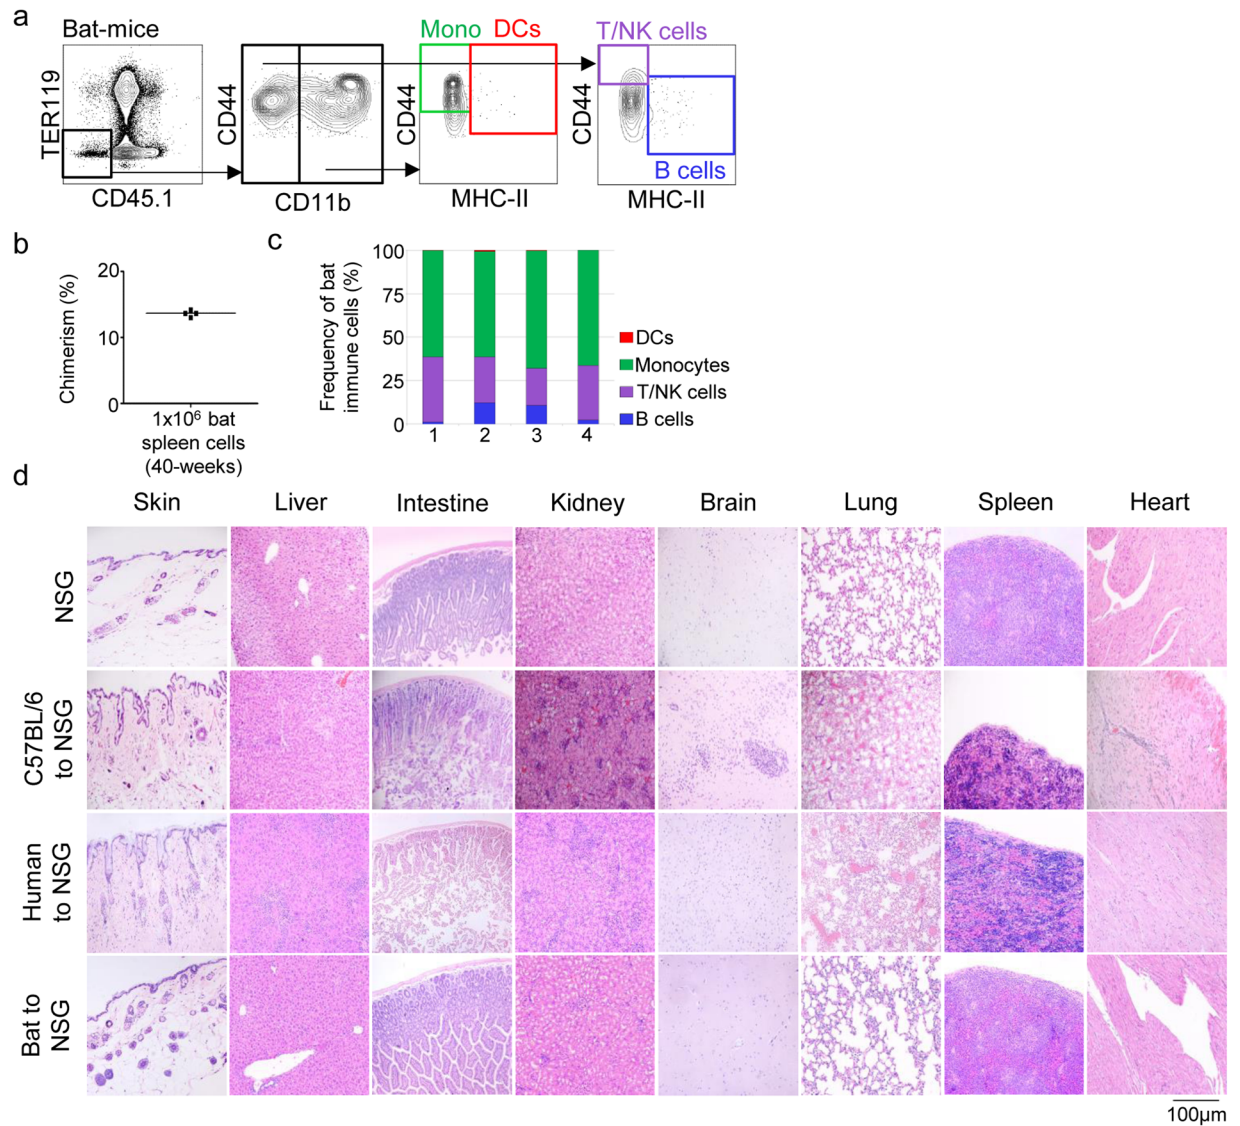 a
Bat-mice
TER119
CD45.1
CD44
CD11b
Mono DCs
CD44
MHC-II
T/NK cells
CD44
B cells
MHC-II
b
Chimerism (%)
20
10
0
1x10⁶ bat
spleen cells
(40-weeks)
c
Frequency of bat
immune cells (%)
100
75
50
25
0
1 2 3 4
DCs
Monocytes
T/NK cells
B cells
d
Skin Liver Intestine Kidney Brain Lung Spleen Heart
NSG
C57BL/6
to NSG
Human
to NSG
Bat to
NSG
100µm